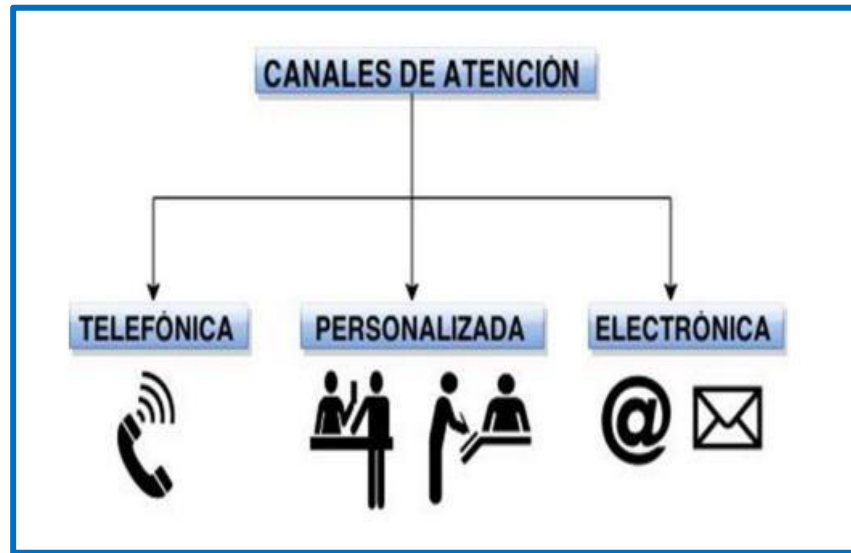 CANALES DE ATENCIÓN
TELEFÓNICA
PERSONALIZADA
ELECTRÓNICA
@